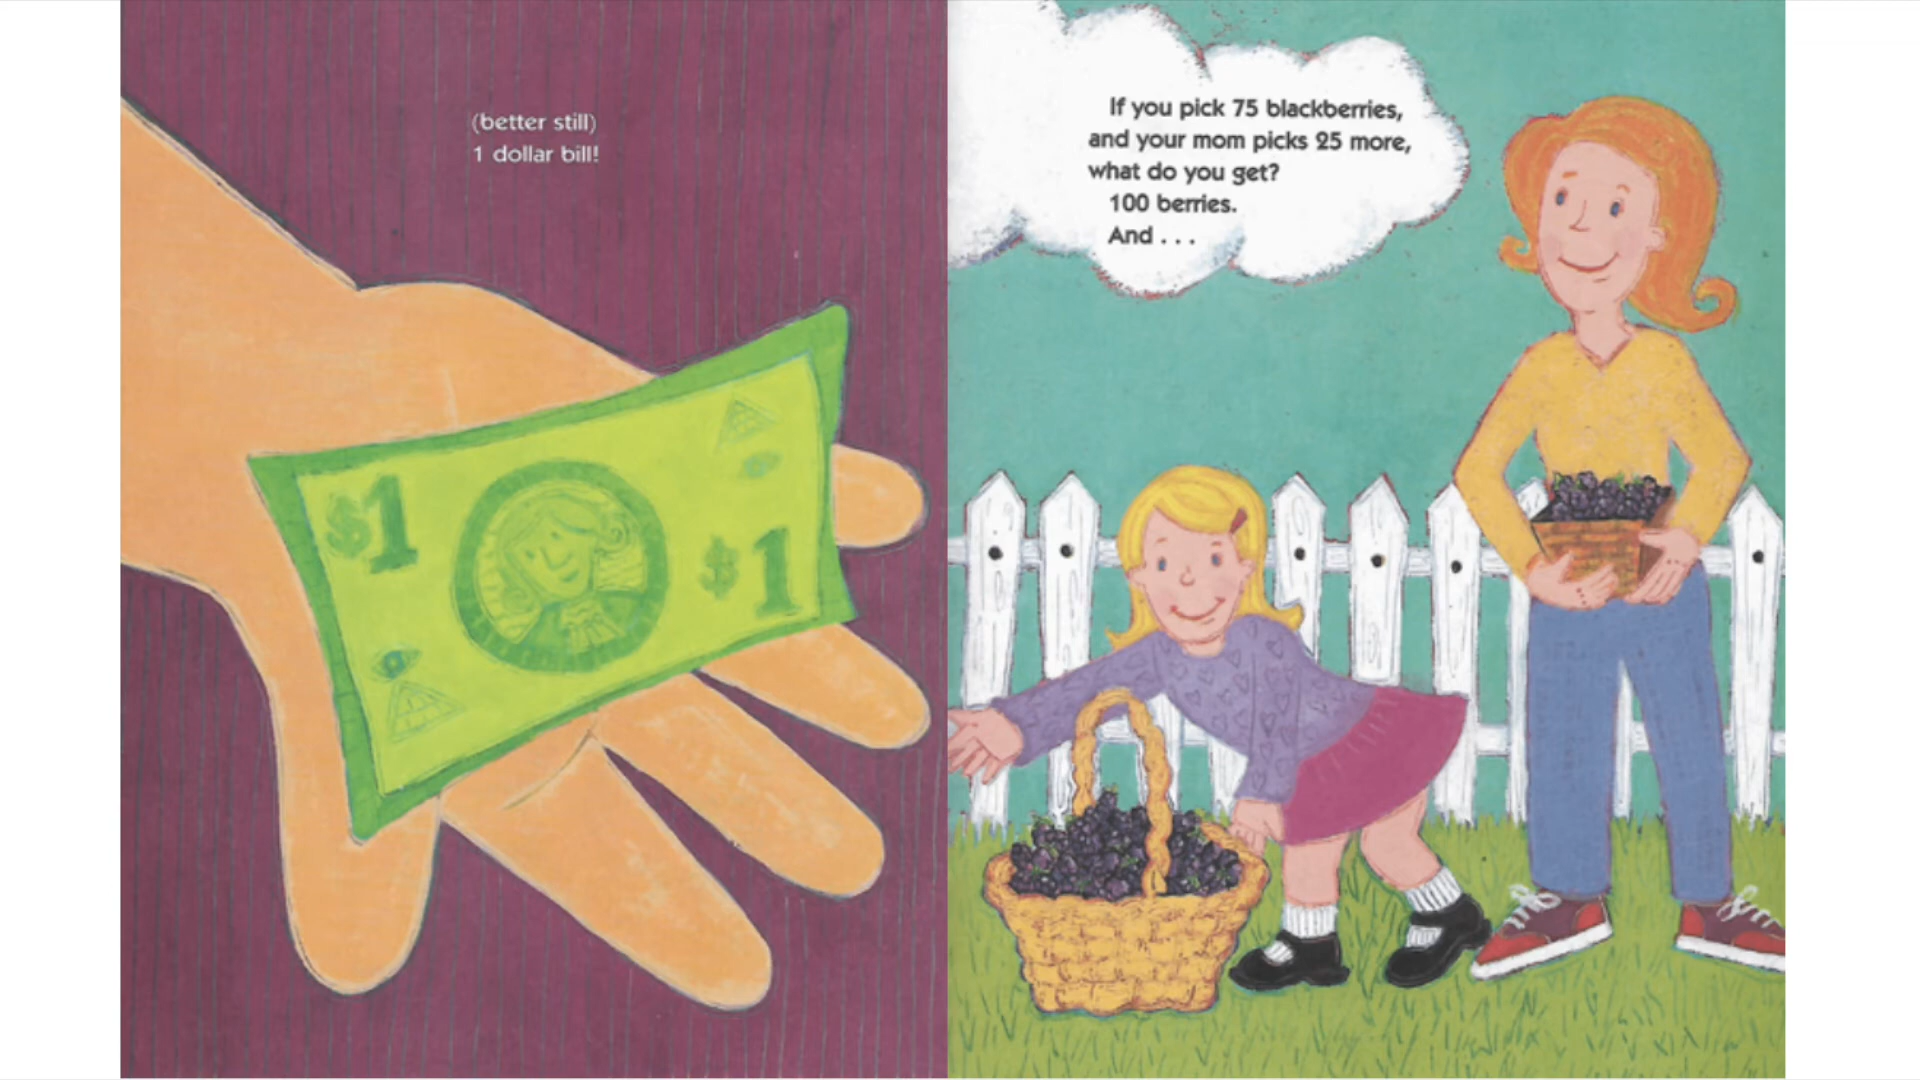 (better still)
1 dollar bill!
$1
$1
If you pick 75 blackberries,
and your mom picks 25 more,
what do you get?
100 berries.
And . . .